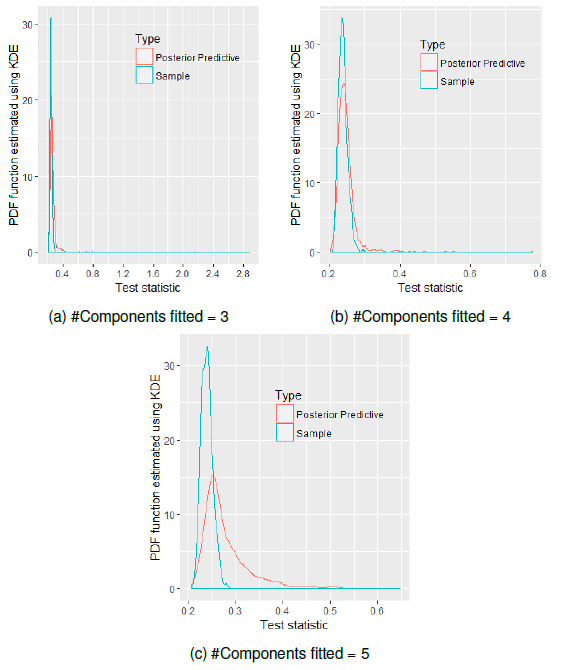 PDF function estimated using KDE
30
20
10
0
Type
Posterior Predictive
Sample
0.4 0.8 1.2 1.6 2.0 2.4 2.8
Test statistic
(a) #Components fitted = 3
PDF function estimated using KDE
30
20
10
0
Type
Posterior Predictive
Sample
0.2 0.4 0.6 0.8
Test statistic
(b) #Components fitted = 4
PDF function estimated using KDE
30
20
10
0
Type
Posterior Predictive
Sample
0.2 0.3 0.4 0.5 0.6
Test statistic
(c) #Components fitted = 5